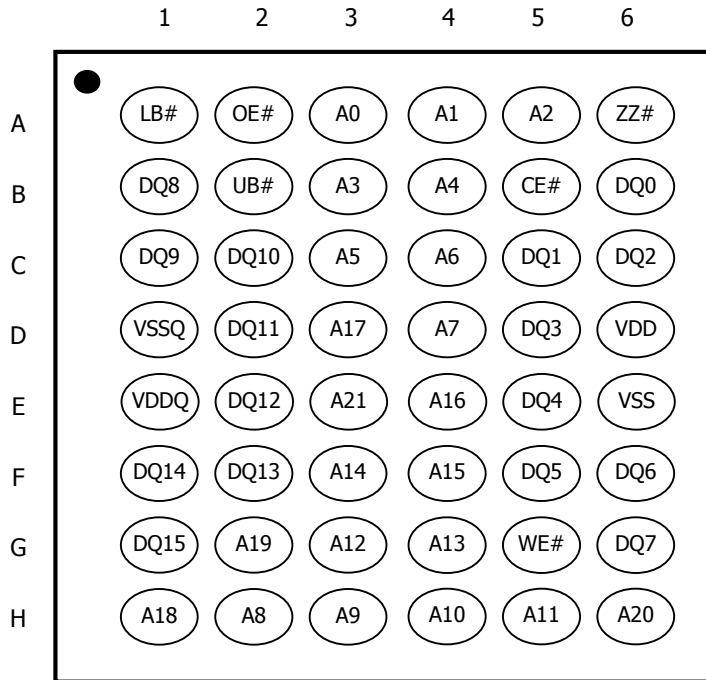 1 2 3 4 5 6
A LB# OE# A0 A1 A2 ZZ#
B DQ8 UB# A3 A4 CE# DQ0
C DQ9 DQ10 A5 A6 DQ1 DQ2
D VSSQ DQ11 A17 A7 DQ3 VDD
E VDDQ DQ12 A21 A16 DQ4 VSS
F DQ14 DQ13 A14 A15 DQ5 DQ6
G DQ15 A19 A12 A13 WE# DQ7
H A18 A8 A9 A10 A11 A20